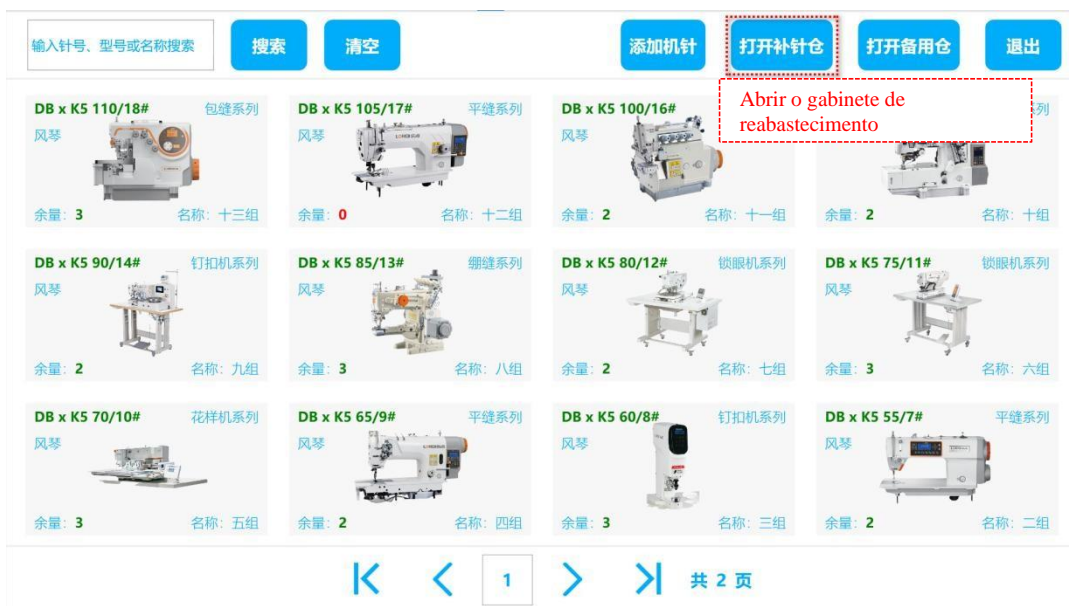 输入针号、型号或名称搜索 搜索 清空 添加机针 打开补针仓 打开备用仓 退出
Abrir o gabinete de
reabastecimento
DB x K5 110/18# 包缝系列
风琴
余量: 3 名称: 十三组
DB x K5 105/17# 平缝系列
风琴
余量: 0 名称: 十二组
DB x K5 100/16#
风琴
余量: 2 名称: 十一组
列
余量: 2 名称: 十组
DB x K5 90/14# 钉扣机系列
风琴
余量: 2 名称: 九组
DB x K5 85/13# 绷缝系列
风琴
余量: 3 名称: 八组
DB x K5 80/12# 锁眼机系列
风琴
余量: 2 名称: 七组
DB x K5 75/11# 锁眼机系列
风琴
余量: 3 名称: 六组
DB x K5 70/10# 花样机系列
风琴
余量: 3 名称: 五组
DB x K5 65/9# 平缝系列
风琴
余量: 2 名称: 四组
DB x K5 60/8# 钉扣机系列
风琴
余量: 3 名称: 三组
DB x K5 55/7# 平缝系列
风琴
余量: 2 名称: 二组
1 共 2 页